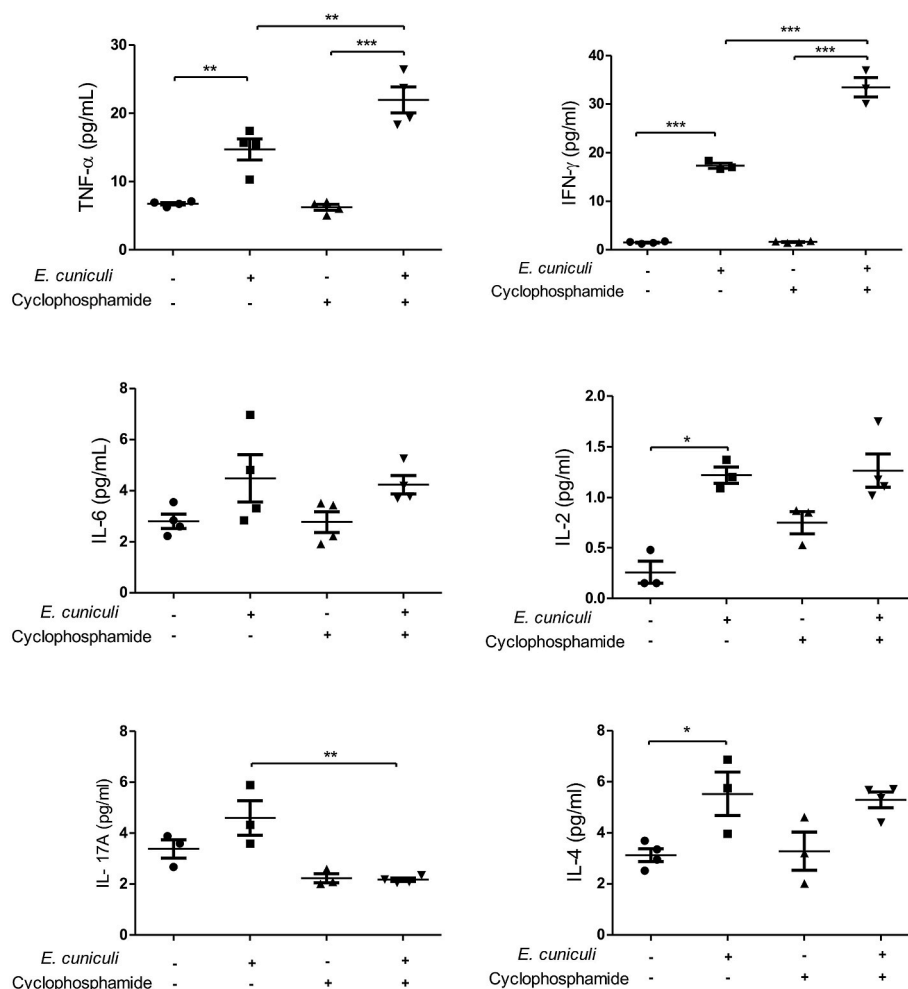 **
***
**
30
20
10
0
TNF-α (pg/mL)
E. cuniculi - + - +
Cyclophosphamide - - + +
***
***
***
40
30
20
10
0
IFN-γ (pg/ml)
E. cuniculi - + - +
Cyclophosphamide - - + +
8
6
4
2
0
IL-6 (pg/mL)
E. cuniculi - + - +
Cyclophosphamide - - + +
*
2.0
1.5
1.0
0.5
0.0
IL-2 (pg/ml)
E. cuniculi - + - +
Cyclophosphamide - - + +
**
8
6
4
2
0
IL- 17A (pg/ml)
E. cuniculi - + - +
Cyclophosphamide - - + +
*
8
6
4
2
0
IL-4 (pg/ml)
E. cuniculi - + - +
Cyclophosphamide - - + +